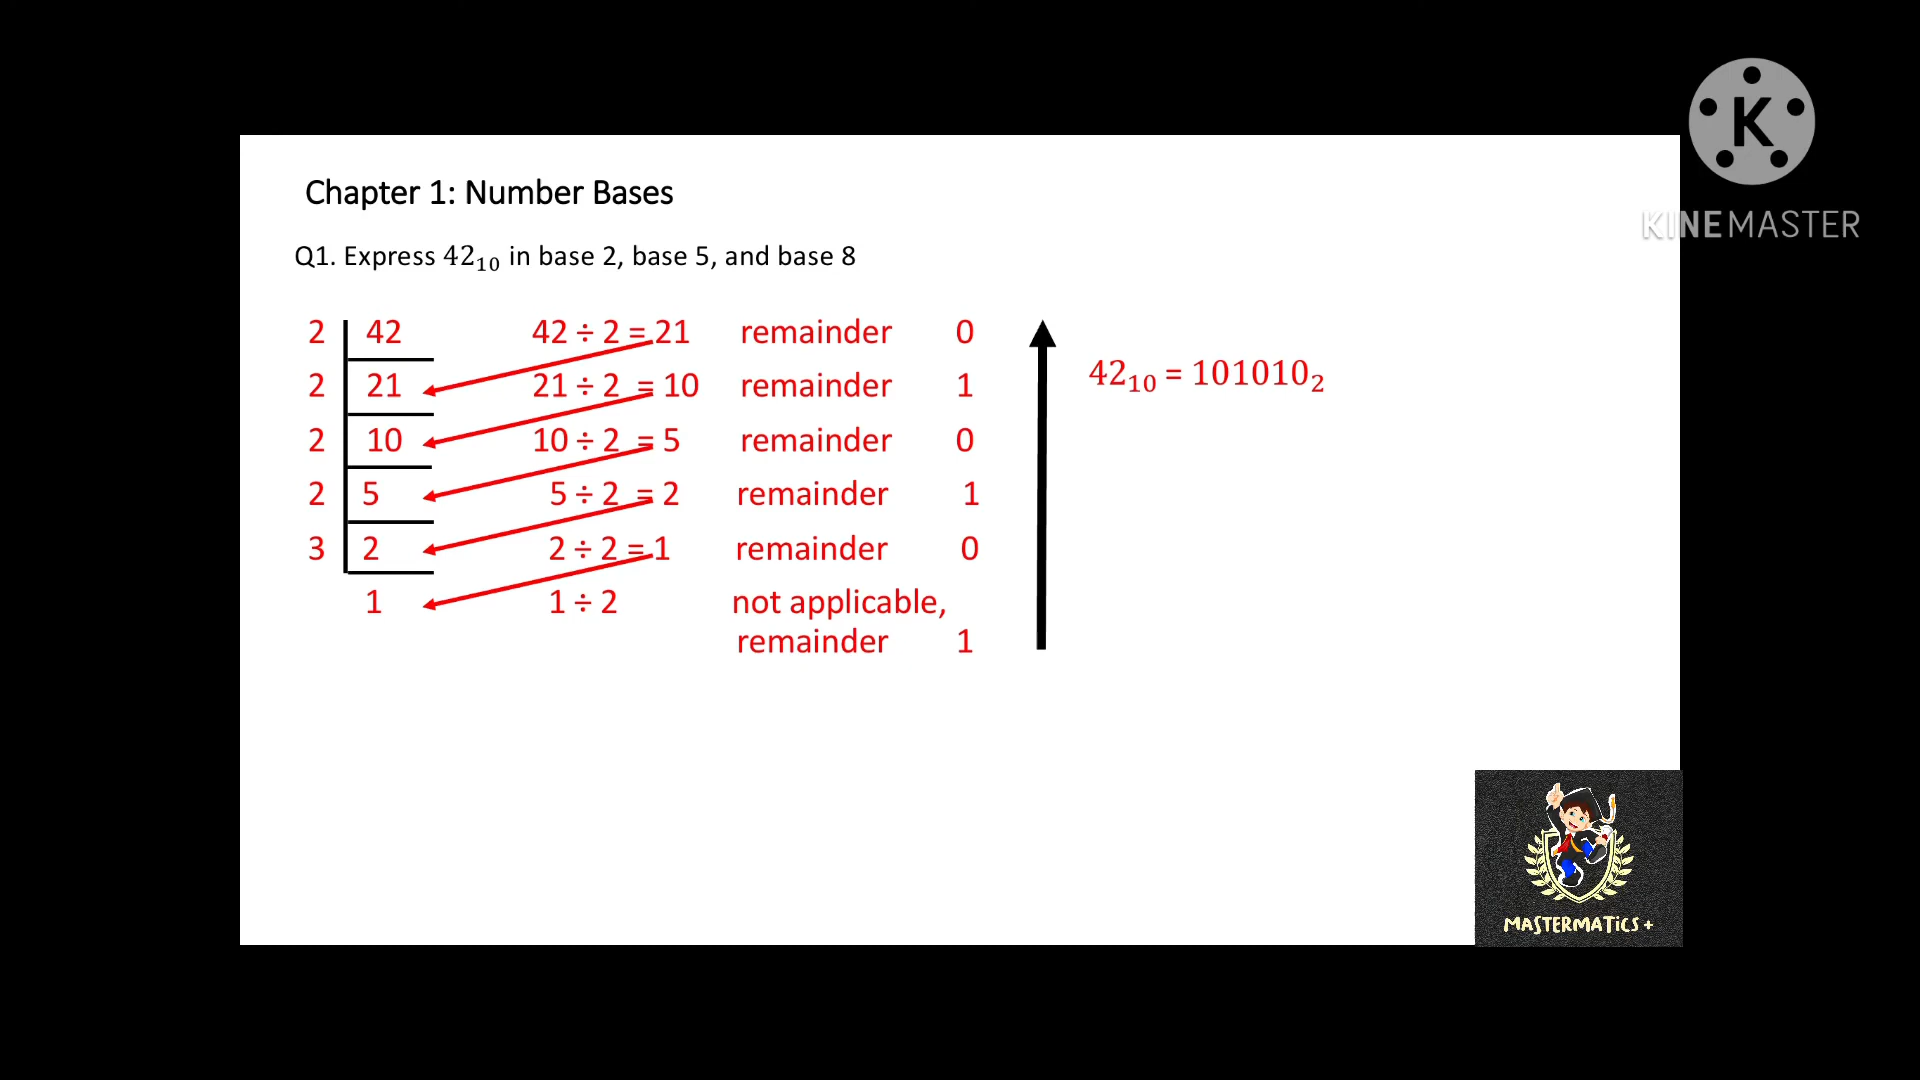 K
KINEMASTER
Chapter 1: Number Bases
Q1. Express 42₁₀ in base 2, base 5, and base 8
2 42 42 ÷ 2 = 21 remainder 0
42₁₀ = 101010₂
2 21 21 ÷ 2 = 10 remainder 1
2 10 10 ÷ 2 = 5 remainder 0
2 5 5 ÷ 2 = 2 remainder 1
3 2 2 ÷ 2 = 1 remainder 0
1 1 ÷ 2 not applicable,
remainder 1
MASTERMATiCS +